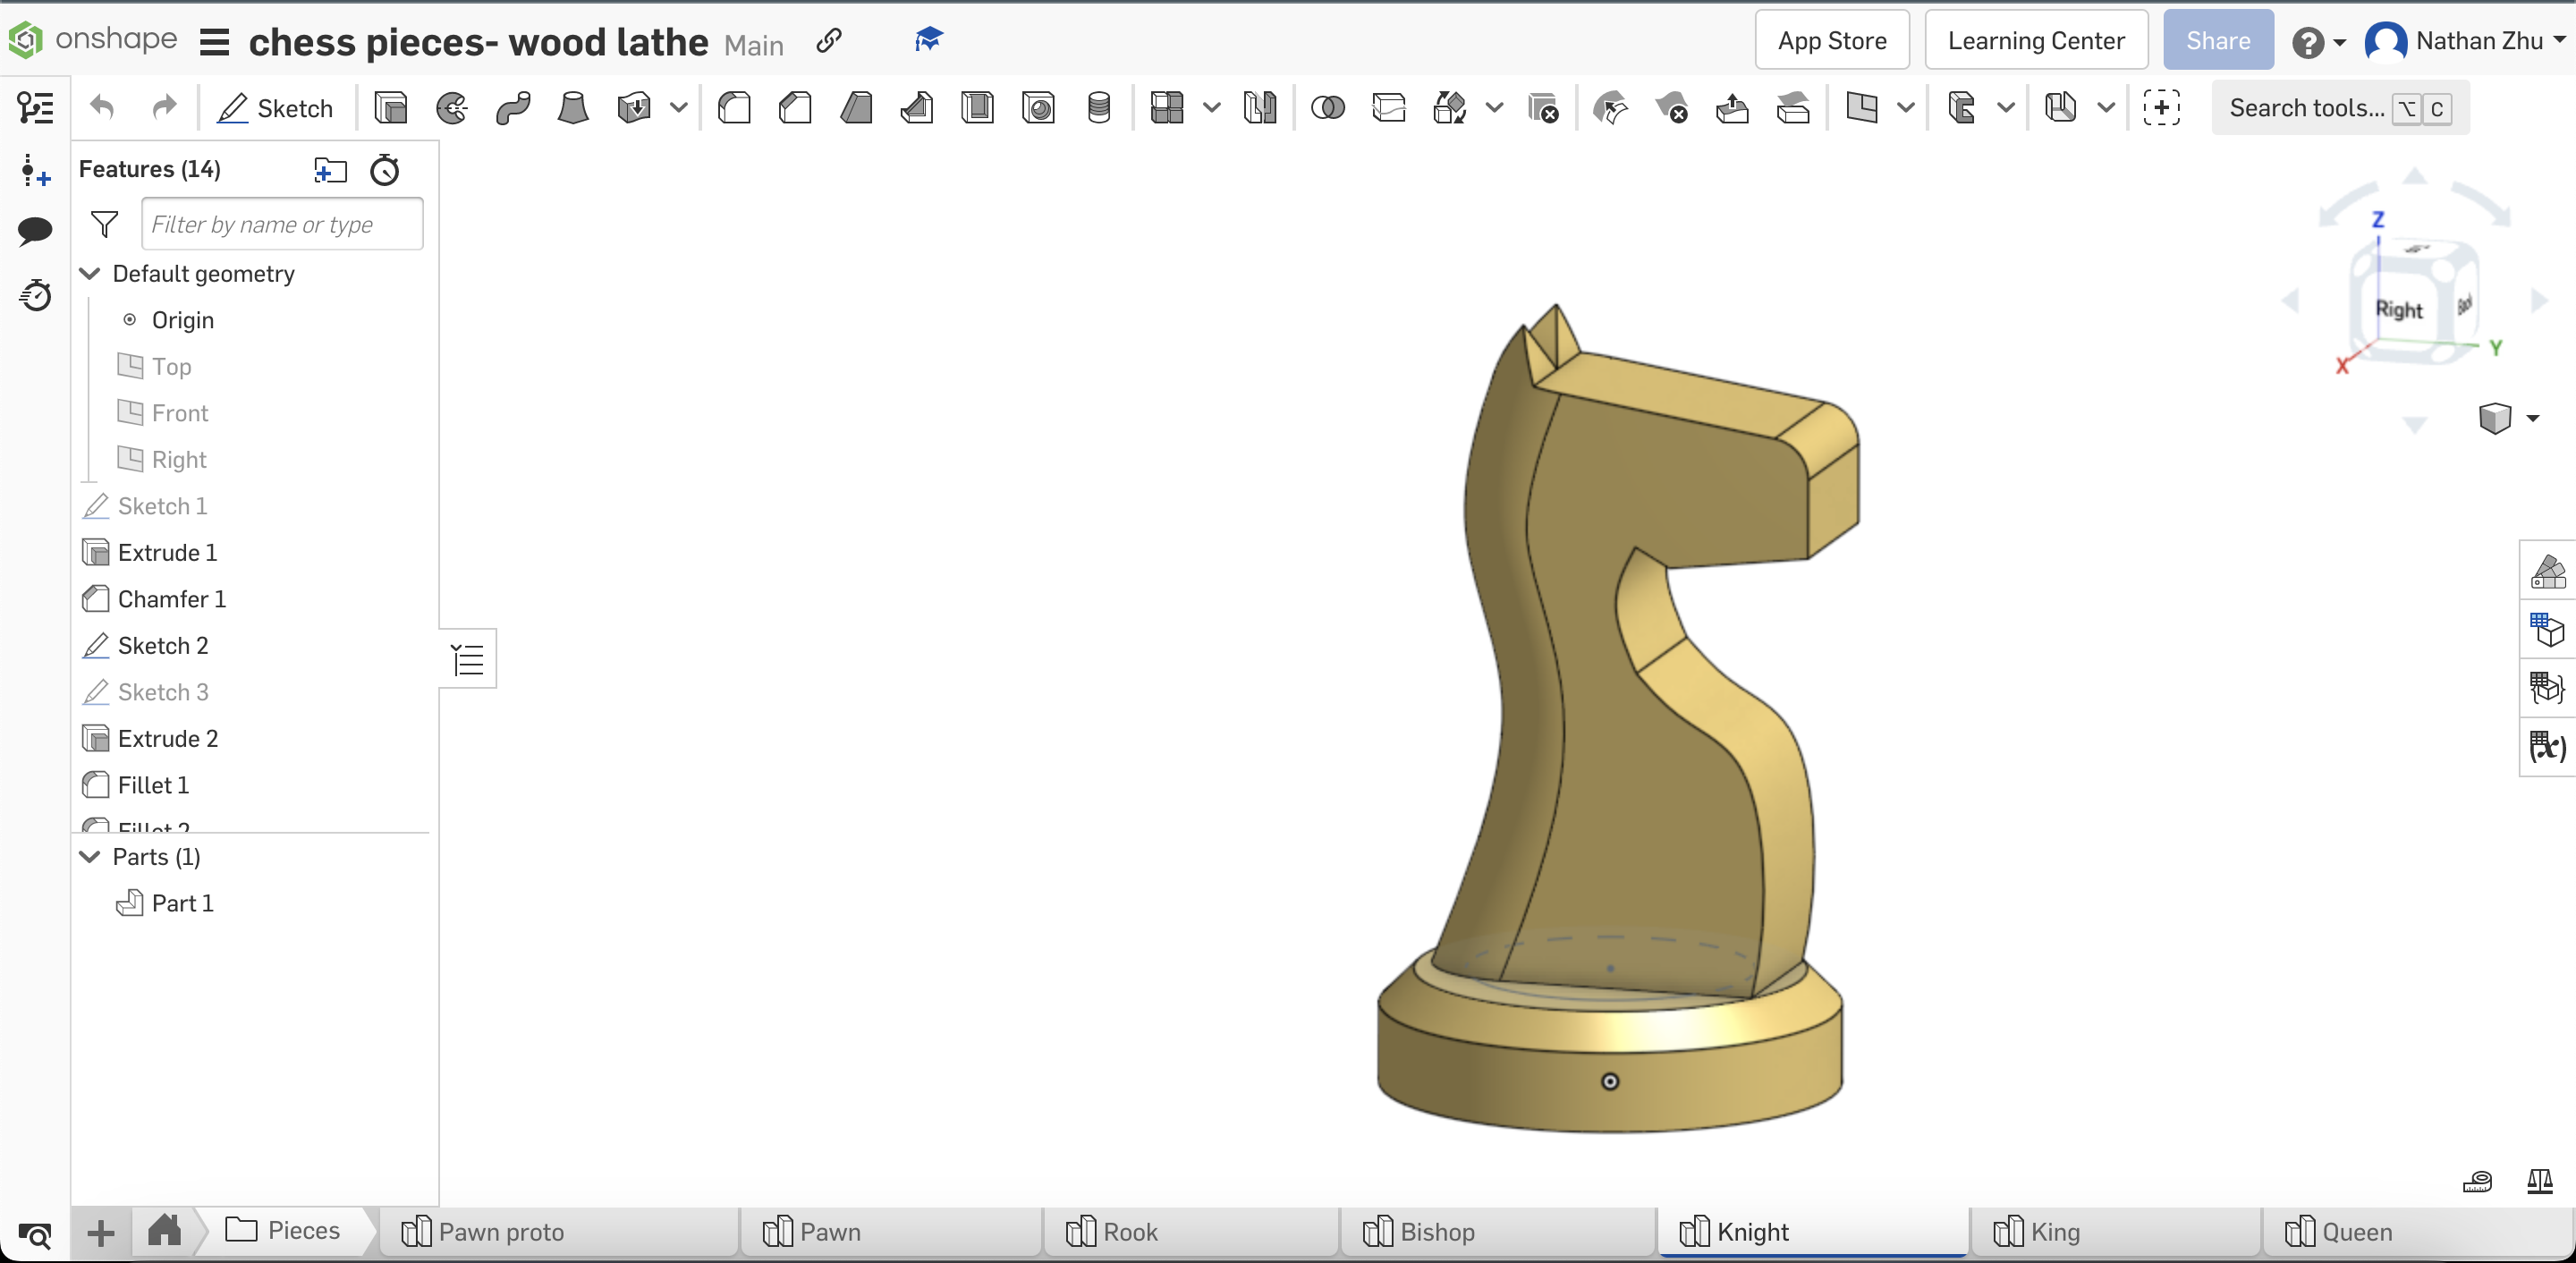 onshape chess pieces- wood lathe Main App Store Learning Center Share ? Nathan Zhu
Sketch Search tools... ⌥ C
Features (14)
Filter by name or type
Default geometry
Origin
Top
Front
Right
Sketch 1
Extrude 1
Chamfer 1
Sketch 2
Sketch 3
Extrude 2
Fillet 1
Fillet 2
Parts (1)
Part 1
Z
Right
Back
X
Y
(x)
Pieces Pawn proto Pawn Rook Bishop Knight King Queen